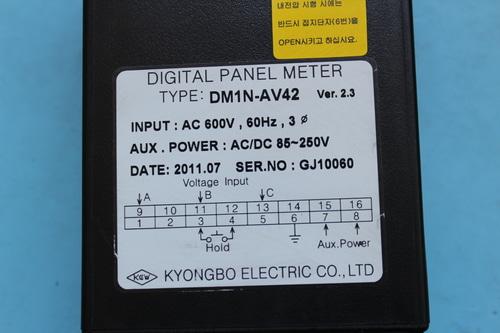 내전압 시험 시에는
반드시 접지단자(6번)를
OPEN시키고 하십시요.
DIGITAL PANEL METER
TYPE: DM1N-AV42 Ver. 2.3
INPUT : AC 600V , 60Hz , 3 ø
AUX . POWER : AC/DC 85~250V
DATE: 2011.07 SER.NO : GJ10060
Voltage Input
A B C
9 10 11 12 13 14 15 16
1 2 3 4 5 6 7 8
Hold Aux.Power
KEW KYONGBO ELECTRIC CO., LTD